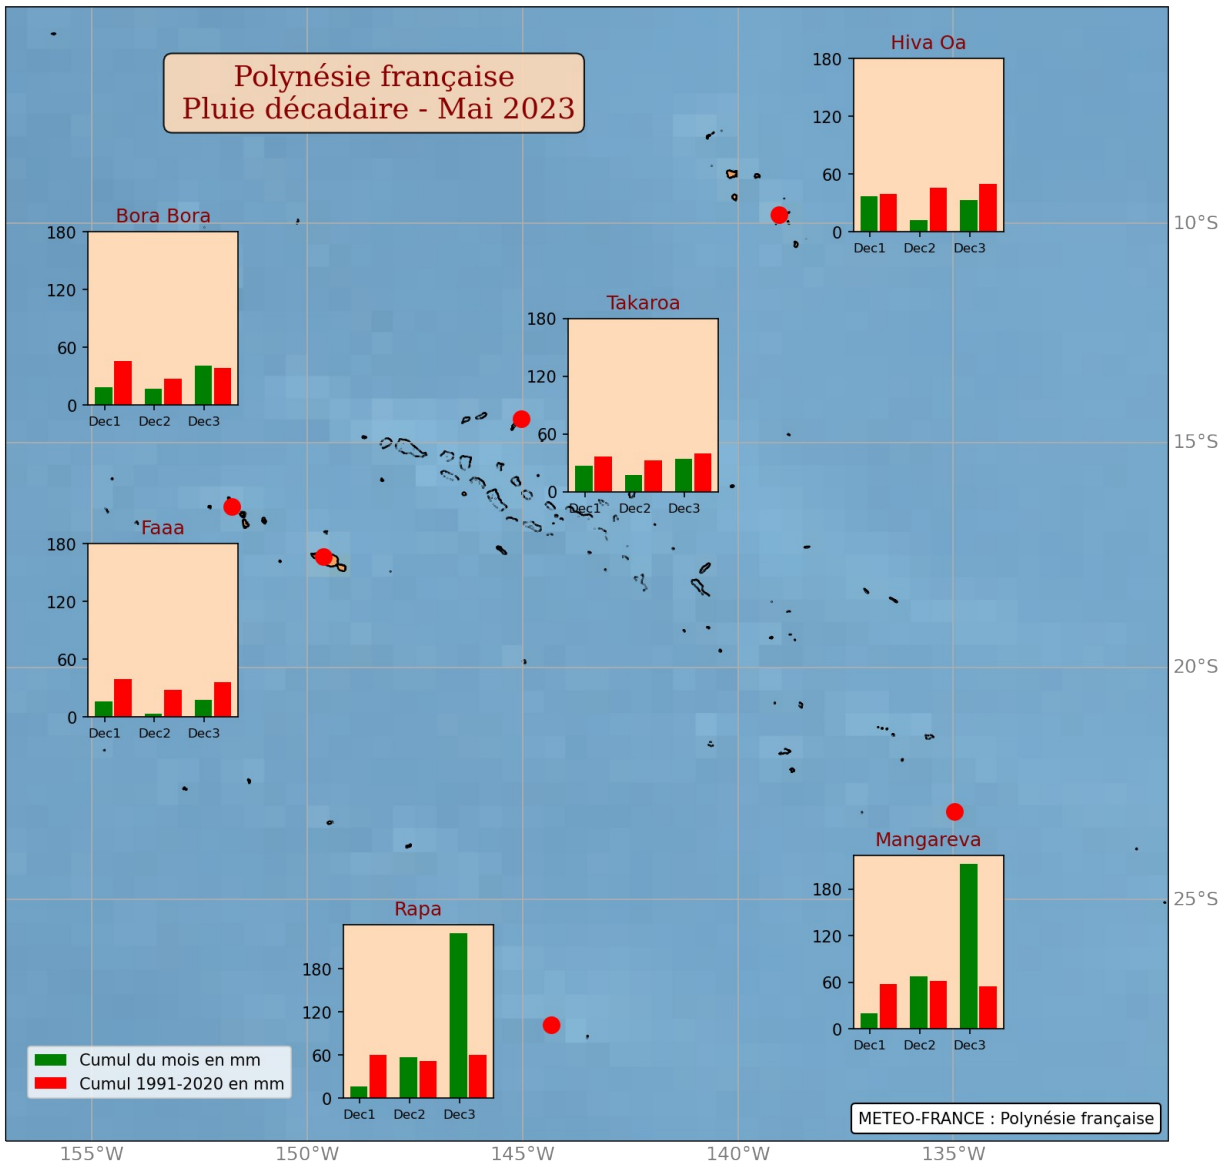 Polynésie française
Pluie décadaire - Mai 2023
Hiva Oa
180
120
60
0
Dec1 Dec2 Dec3
10°S
Bora Bora
180
120
60
0
Dec1 Dec2 Dec3
Takaroa
180
120
60
0
Dec1 Dec2 Dec3
15°S
Faaa
180
120
60
0
Dec1 Dec2 Dec3
20°S
Mangareva
180
120
60
0
Dec1 Dec2 Dec3
25°S
Rapa
180
120
60
0
Dec1 Dec2 Dec3
Cumul du mois en mm
Cumul 1991-2020 en mm
METEO-FRANCE : Polynésie française
155°W 150°W 145°W 140°W 135°W